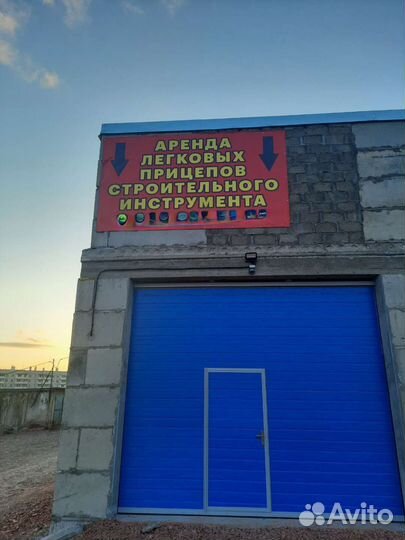 АРЕНДА
ЛЕГКОВЫХ
ПРИЦЕПОВ
СТРОИТЕЛЬНОГО
ИНСТРУМЕНТА
Avito